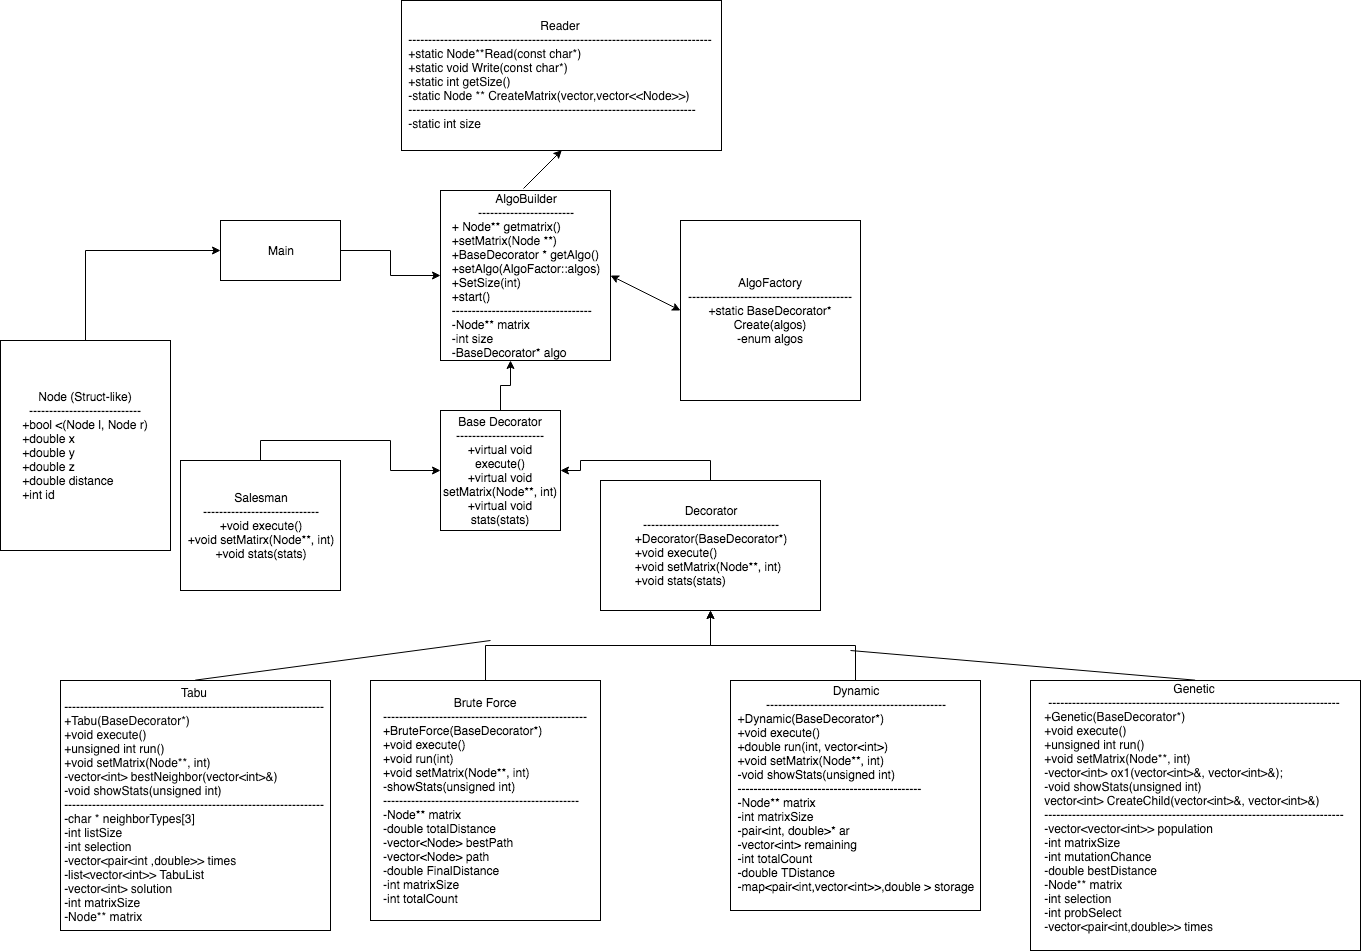 Reader
----------------------------------------------------------------------------
+static Node**Read(const char*)
+static void Write(const char*)
+static int getSize()
-static Node ** CreateMatrix(vector,vector<<Node>>)
------------------------------------------------------------------------
-static int size
AlgoBuilder
------------------------
+ Node** getmatrix()
+setMatrix(Node **)
+BaseDecorator * getAlgo()
+setAlgo(AlgoFactor::algos)
+SetSize(int)
+start()
-----------------------------------
-Node** matrix
-int size
-BaseDecorator* algo
Main
AlgoFactory
-----------------------------------------
+static BaseDecorator*
Create(algos)
-enum algos
Node (Struct-like)
----------------------------
+bool <(Node l, Node r)
+double x
+double y
+double z
+double distance
+int id
Base Decorator
----------------------
+virtual void
execute()
+virtual void
setMatrix(Node**, int)
+virtual void
stats(stats)
Salesman
-----------------------------
+void execute()
+void setMatirx(Node**, int)
+void stats(stats)
Decorator
----------------------------------
+Decorator(BaseDecorator*)
+void execute()
+void setMatrix(Node**, int)
+void stats(stats)
Tabu
-----------------------------------------------------------------
+Tabu(BaseDecorator*)
+void execute()
+unsigned int run()
+void setMatrix(Node**, int)
-vector<int> bestNeighbor(vector<int>&)
-void showStats(unsigned int)
-----------------------------------------------------------------
-char * neighborTypes[3]
-int listSize
-int selection
-vector<pair<int ,double>> times
-list<vector<int>> TabuList
-vector<int> solution
-int matrixSize
-Node** matrix
Brute Force
---------------------------------------------------
+BruteForce(BaseDecorator*)
+void execute()
+void run(int)
+void setMatrix(Node**, int)
-showStats(unsigned int)
-------------------------------------------------
-Node** matrix
-double totalDistance
-vector<Node> bestPath
-vector<Node> path
-double FinalDistance
-int matrixSize
-int totalCount
Dynamic
---------------------------------------------
+Dynamic(BaseDecorator*)
+void execute()
+double run(int, vector<int>)
+void setMatrix(Node**, int)
-void showStats(unsigned int)
----------------------------------------------
-Node** matrix
-int matrixSize
-pair<int, double>* ar
-vector<int> remaining
-int totalCount
-double TDistance
-map<pair<int,vector<int>>,double > storage
Genetic
-------------------------------------------------------------------------
+Genetic(BaseDecorator*)
+void execute()
+unsigned int run()
+void setMatrix(Node**, int)
-vector<int> ox1(vector<int>&, vector<int>&);
-void showStats(unsigned int)
vector<int> CreateChild(vector<int>&, vector<int>&)
---------------------------------------------------------------------------
-vector<vector<int>> population
-int matrixSize
-int mutationChance
-double bestDistance
-Node** matrix
-int selection
-int probSelect
-vector<pair<int,double>> times